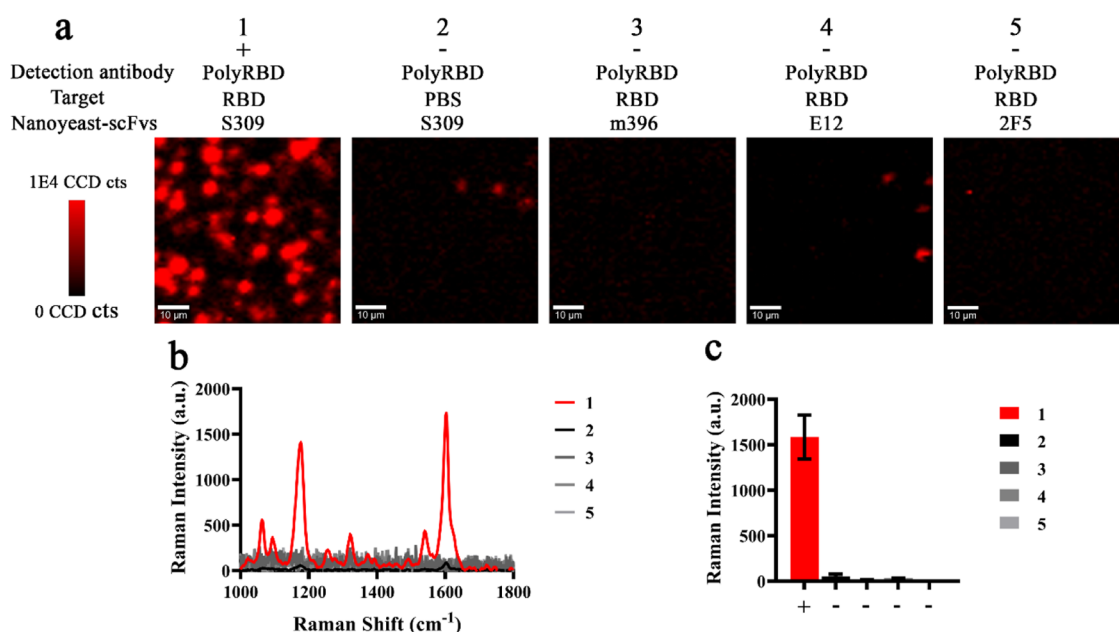 a 1 2 3 4 5
+ - - - -
Detection antibody PolyRBD PolyRBD PolyRBD PolyRBD PolyRBD
Target RBD PBS RBD RBD RBD
Nanoyeast-scFvs S309 S309 m396 E12 2F5
1E4 CCD cts
0 CCD cts
10 µm 10 µm 10 µm 10 µm 10 µm
b
Raman Intensity (a.u.)
2000
1500
1000
500
0
1000 1200 1400 1600 1800
Raman Shift (cm-1)
1
2
3
4
5
c
Raman Intensity (a.u.)
2000
1500
1000
500
0
+ - - - -
1
2
3
4
5